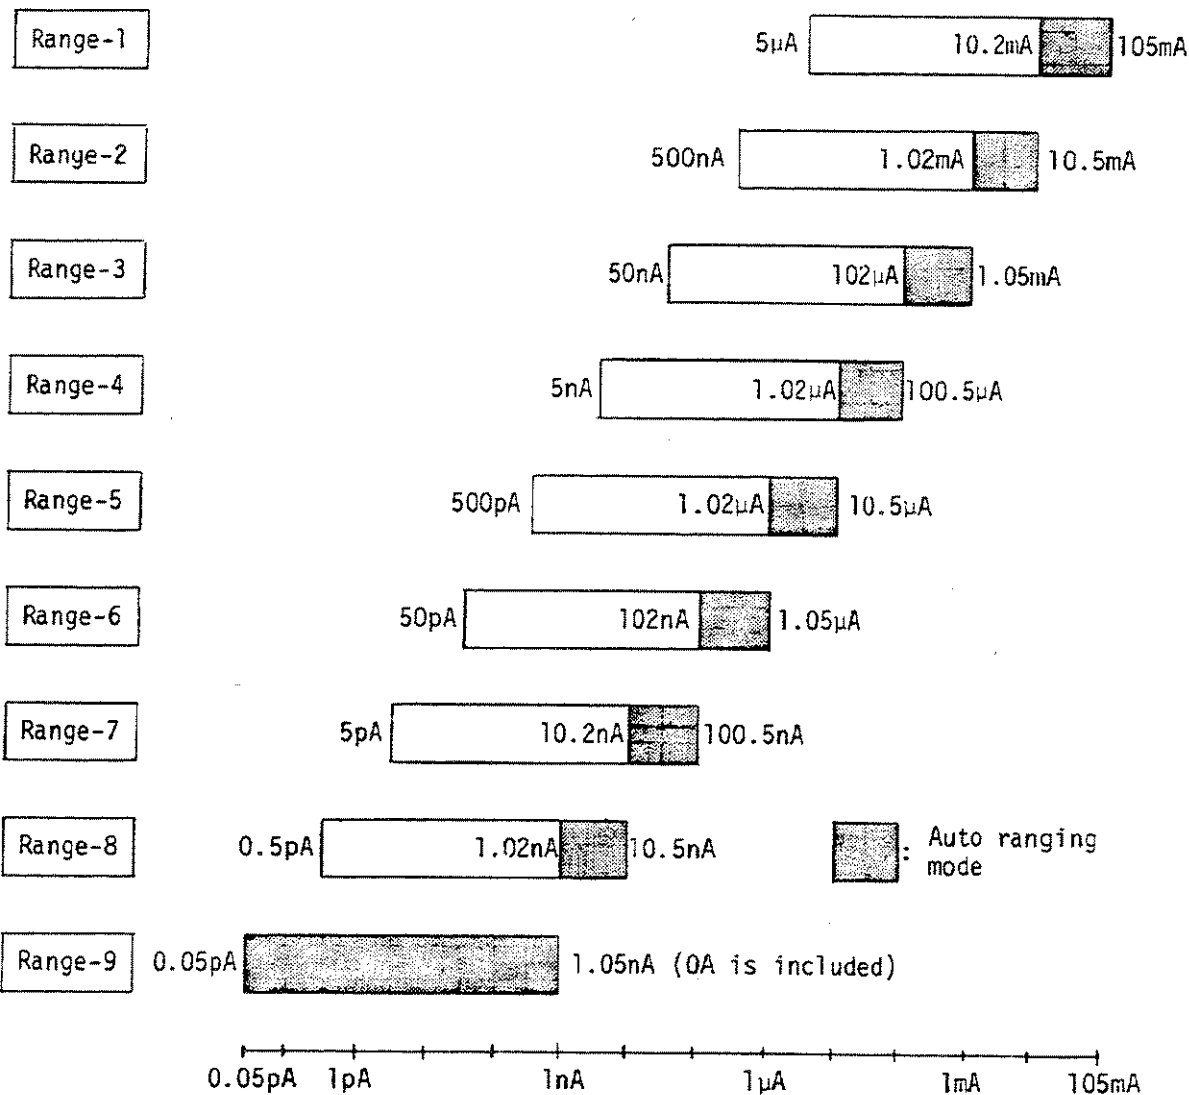 Range-1 5μA 10.2mA 105mA
Range-2 500nA 1.02mA 10.5mA
Range-3 50nA 102μA 1.05mA
Range-4 5nA 1.02μA 100.5μA
Range-5 500pA 1.02μA 10.5μA
Range-6 50pA 102nA 1.05μA
Range-7 5pA 10.2nA 100.5nA
Range-8 0.5pA 1.02nA 10.5nA : Auto ranging
mode
Range-9 0.05pA 1.05nA (0A is included)
0.05pA 1pA 1nA 1μA 1mA 105mA